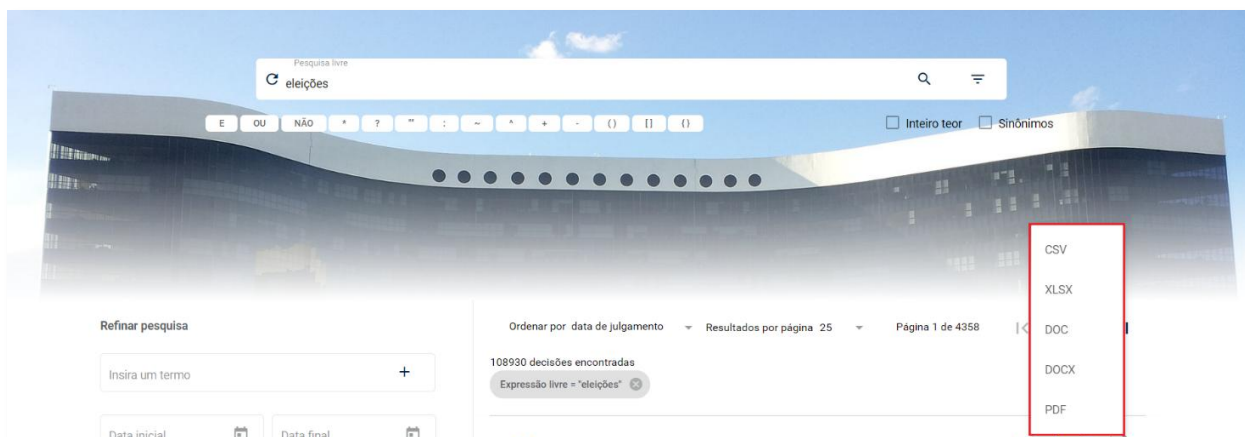 Pesquisa livre
eleições
E OU NÃO * ? "" : ~ ^ + - () [] {}
Inteiro teor Sinônimos
CSV
XLSX
Refinar pesquisa
Ordenar por data de julgamento Resultados por página 25 Página 1 de 4358
DOC
108930 decisões encontradas
Insira um termo +
DOCX
Expressão livre = "eleições"
PDF
Data inicial Data final